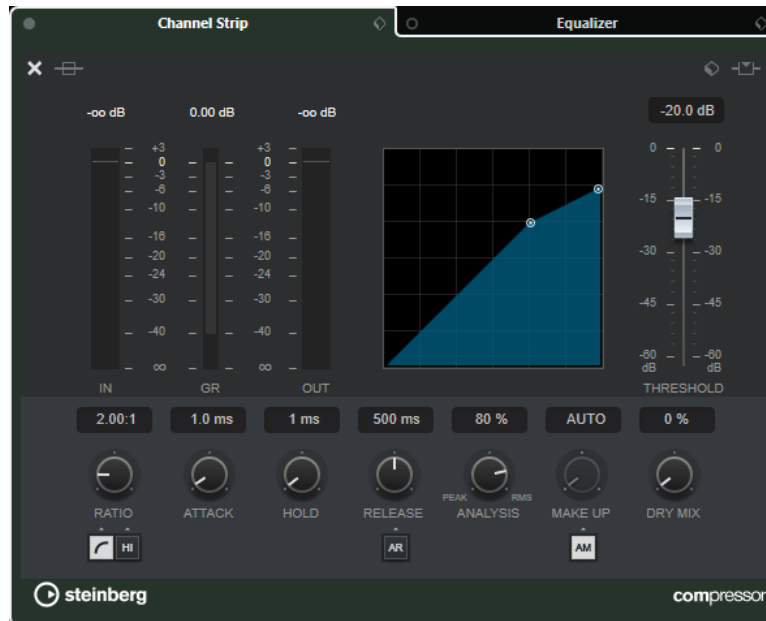 Channel Strip
Equalizer
-oo dB 0.00 dB -oo dB
-20.0 dB
+3 +3
0 0
-3 -3
-6 -6
-10 -10
-16 -16
-20 -20
-24 -24
-30 -30
-40 -40
∞ ∞
IN GR OUT
0 0
-15 -15
-30 -30
-45 -45
-60 -60
dB dB
THRESHOLD
2.00:1 1.0 ms 1 ms 500 ms 80 % AUTO 0 %
PEAK RMS
RATIO ATTACK HOLD RELEASE ANALYSIS MAKE UP DRY MIX
HI AR AM
steinberg
compressor